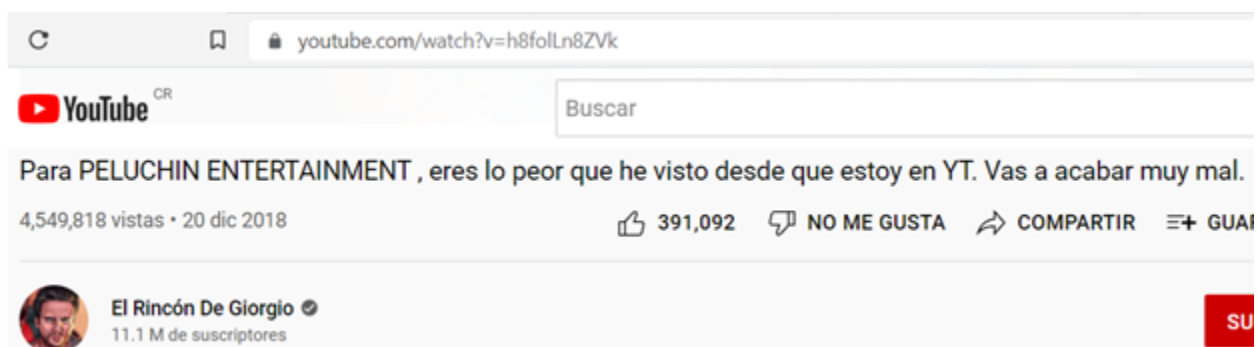 youtube.com/watch?v=h8folLn8ZVk
YouTube CR
Buscar
Para PELUCHIN ENTERTAINMENT , eres lo peor que he visto desde que estoy en YT. Vas a acabar muy mal.
4,549,818 vistas • 20 dic 2018 391,092 NO ME GUSTA COMPARTIR GUAR
El Rincón De Giorgio
SU
11.1 M de suscriptores